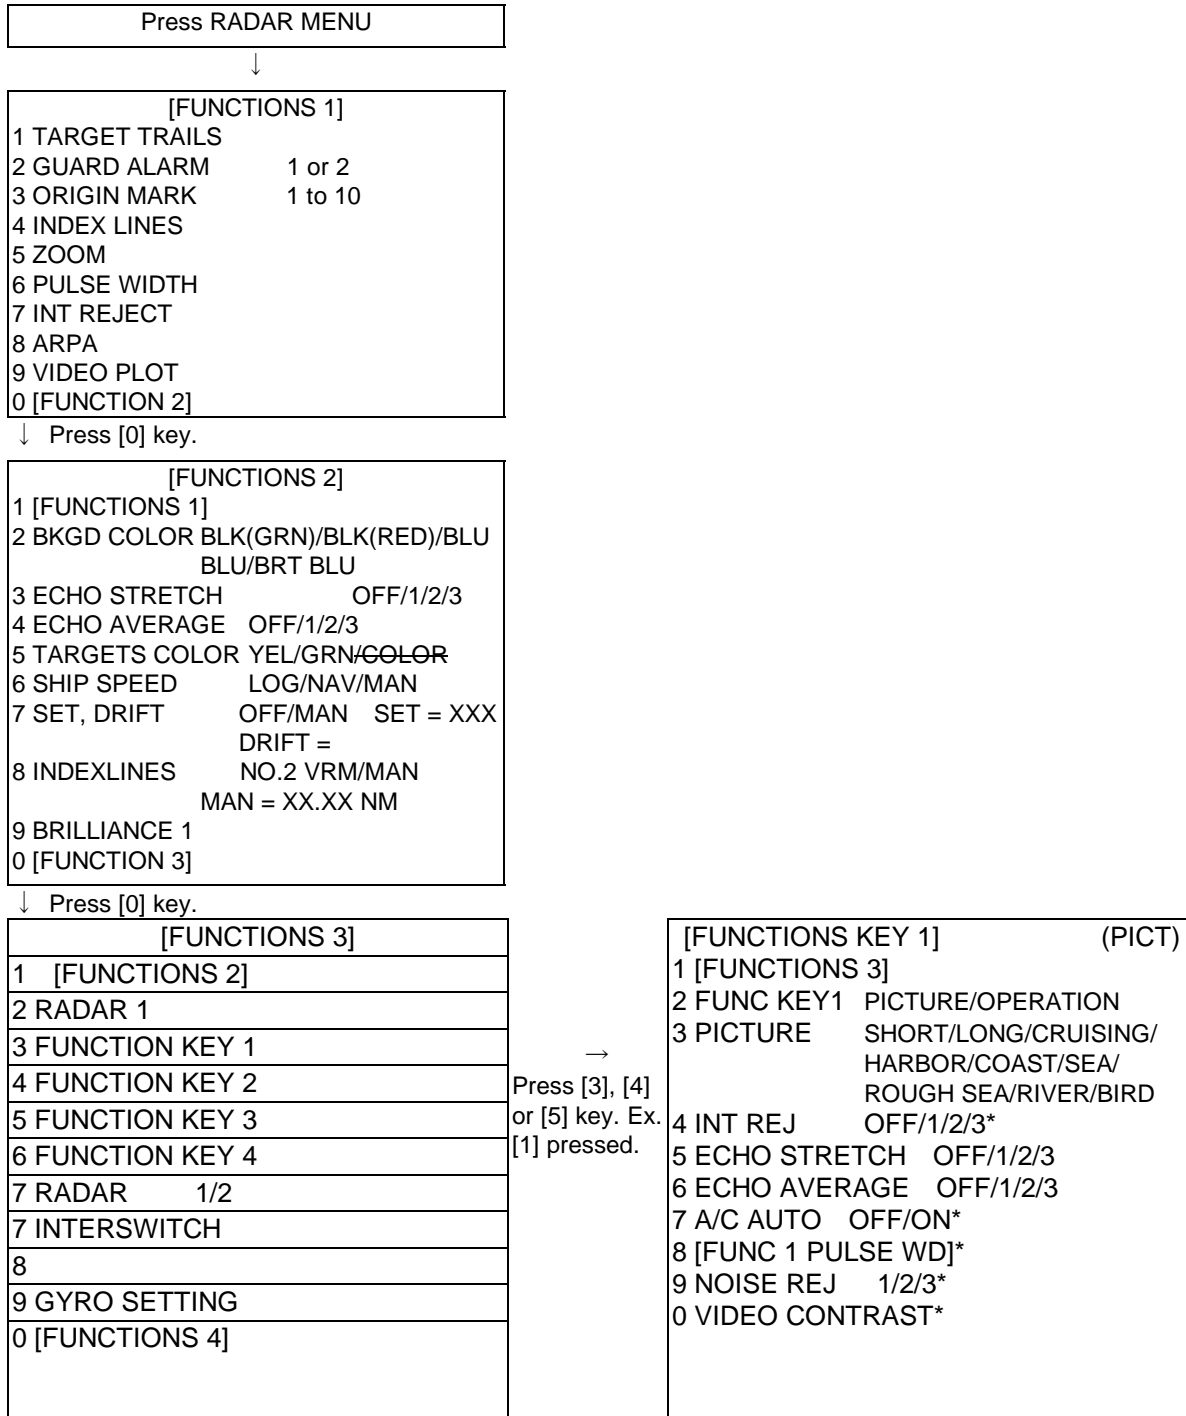 Press RADAR MENU
↓
[FUNCTIONS 1]
1 TARGET TRAILS
2 GUARD ALARM 1 or 2
3 ORIGIN MARK 1 to 10
4 INDEX LINES
5 ZOOM
6 PULSE WIDTH
7 INT REJECT
8 ARPA
9 VIDEO PLOT
0 [FUNCTION 2]
↓ Press [0] key.
[FUNCTIONS 2]
1 [FUNCTIONS 1]
2 BKGD COLOR BLK(GRN)/BLK(RED)/BLU
BLU/BRT BLU
3 ECHO STRETCH OFF/1/2/3
4 ECHO AVERAGE OFF/1/2/3
5 TARGETS COLOR YEL/GRN/COLOR
6 SHIP SPEED LOG/NAV/MAN
7 SET, DRIFT OFF/MAN SET = XXX
DRIFT =
8 INDEXLINES NO.2 VRM/MAN
MAN = XX.XX NM
9 BRILLIANCE 1
0 [FUNCTION 3]
↓ Press [0] key.
[FUNCTIONS 3]
1 [FUNCTIONS 2]
2 RADAR 1
3 FUNCTION KEY 1
4 FUNCTION KEY 2
5 FUNCTION KEY 3
6 FUNCTION KEY 4
7 RADAR 1/2
7 INTERSWITCH
8
9 GYRO SETTING
0 [FUNCTIONS 4]
→
Press [3], [4]
or [5] key. Ex.
[1] pressed.
[FUNCTIONS KEY 1] (PICT)
1 [FUNCTIONS 3]
2 FUNC KEY1 PICTURE/OPERATION
3 PICTURE SHORT/LONG/CRUISING/
HARBOR/COAST/SEA/
ROUGH SEA/RIVER/BIRD
4 INT REJ OFF/1/2/3*
5 ECHO STRETCH OFF/1/2/3
6 ECHO AVERAGE OFF/1/2/3
7 A/C AUTO OFF/ON*
8 [FUNC 1 PULSE WD]*
9 NOISE REJ 1/2/3*
0 VIDEO CONTRAST*